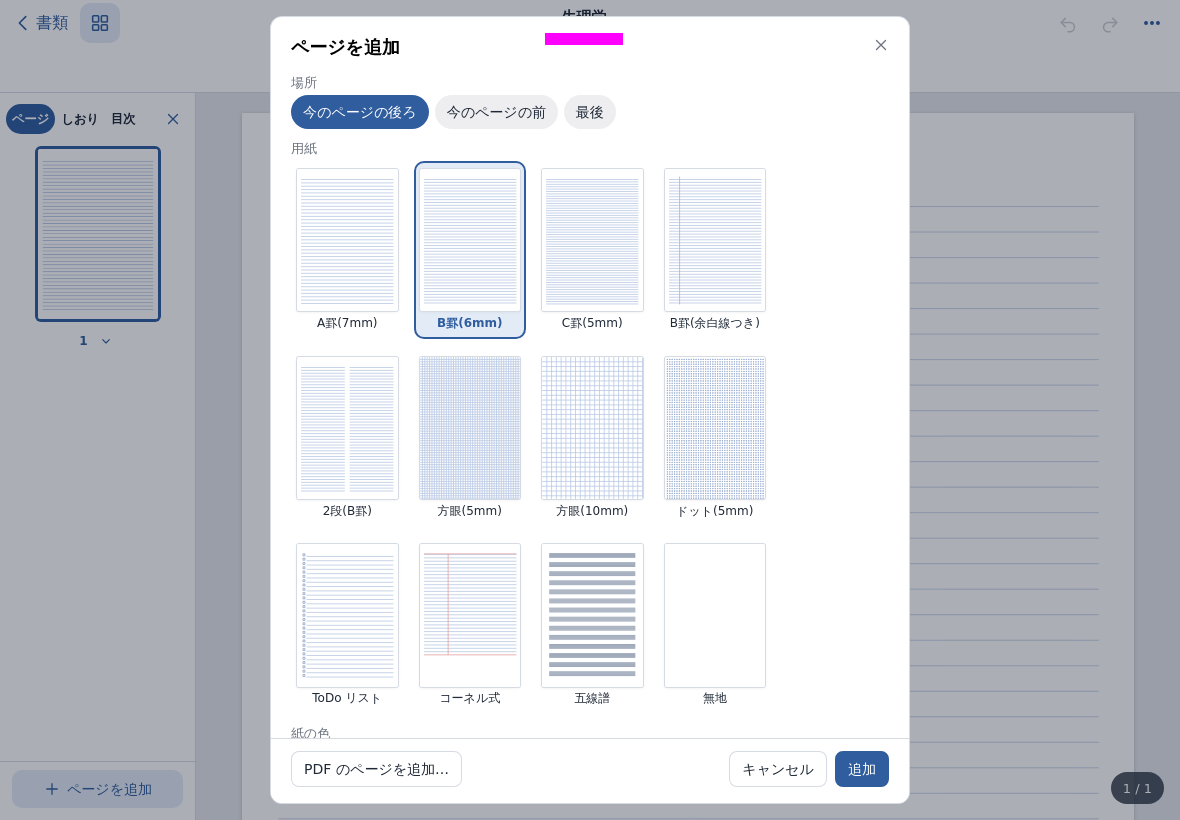 書類
生理学
ページを追加
場所
今のページの後ろ
今のページの前
最後
ページ
しおり
目次
用紙
A罫(7mm)
B罫(6mm)
C罫(5mm)
B罫(余白線つき)
1
2段(B罫)
方眼(5mm)
方眼(10mm)
ドット(5mm)
ToDo リスト
コーネル式
五線譜
無地
紙の色
PDF のページを追加…
キャンセル
追加
ページを追加
1 / 1